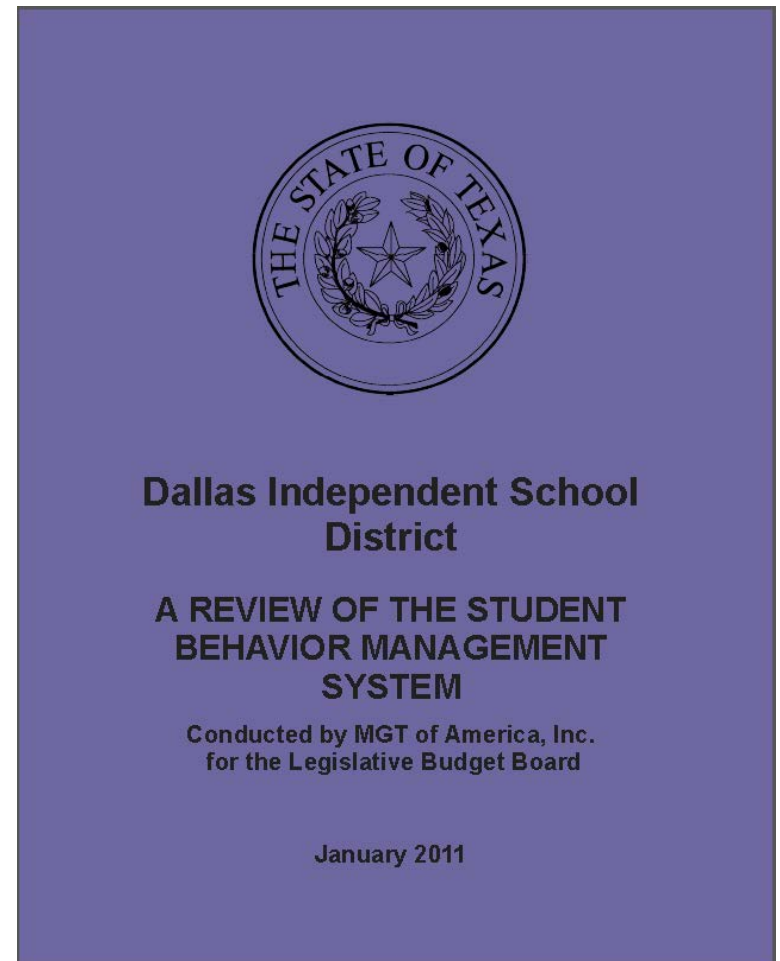 THE STATE OF TEXAS
Dallas Independent School
District
A REVIEW OF THE STUDENT
BEHAVIOR MANAGEMENT
SYSTEM
Conducted by MGT of America, Inc.
for the Legislative Budget Board
January 2011